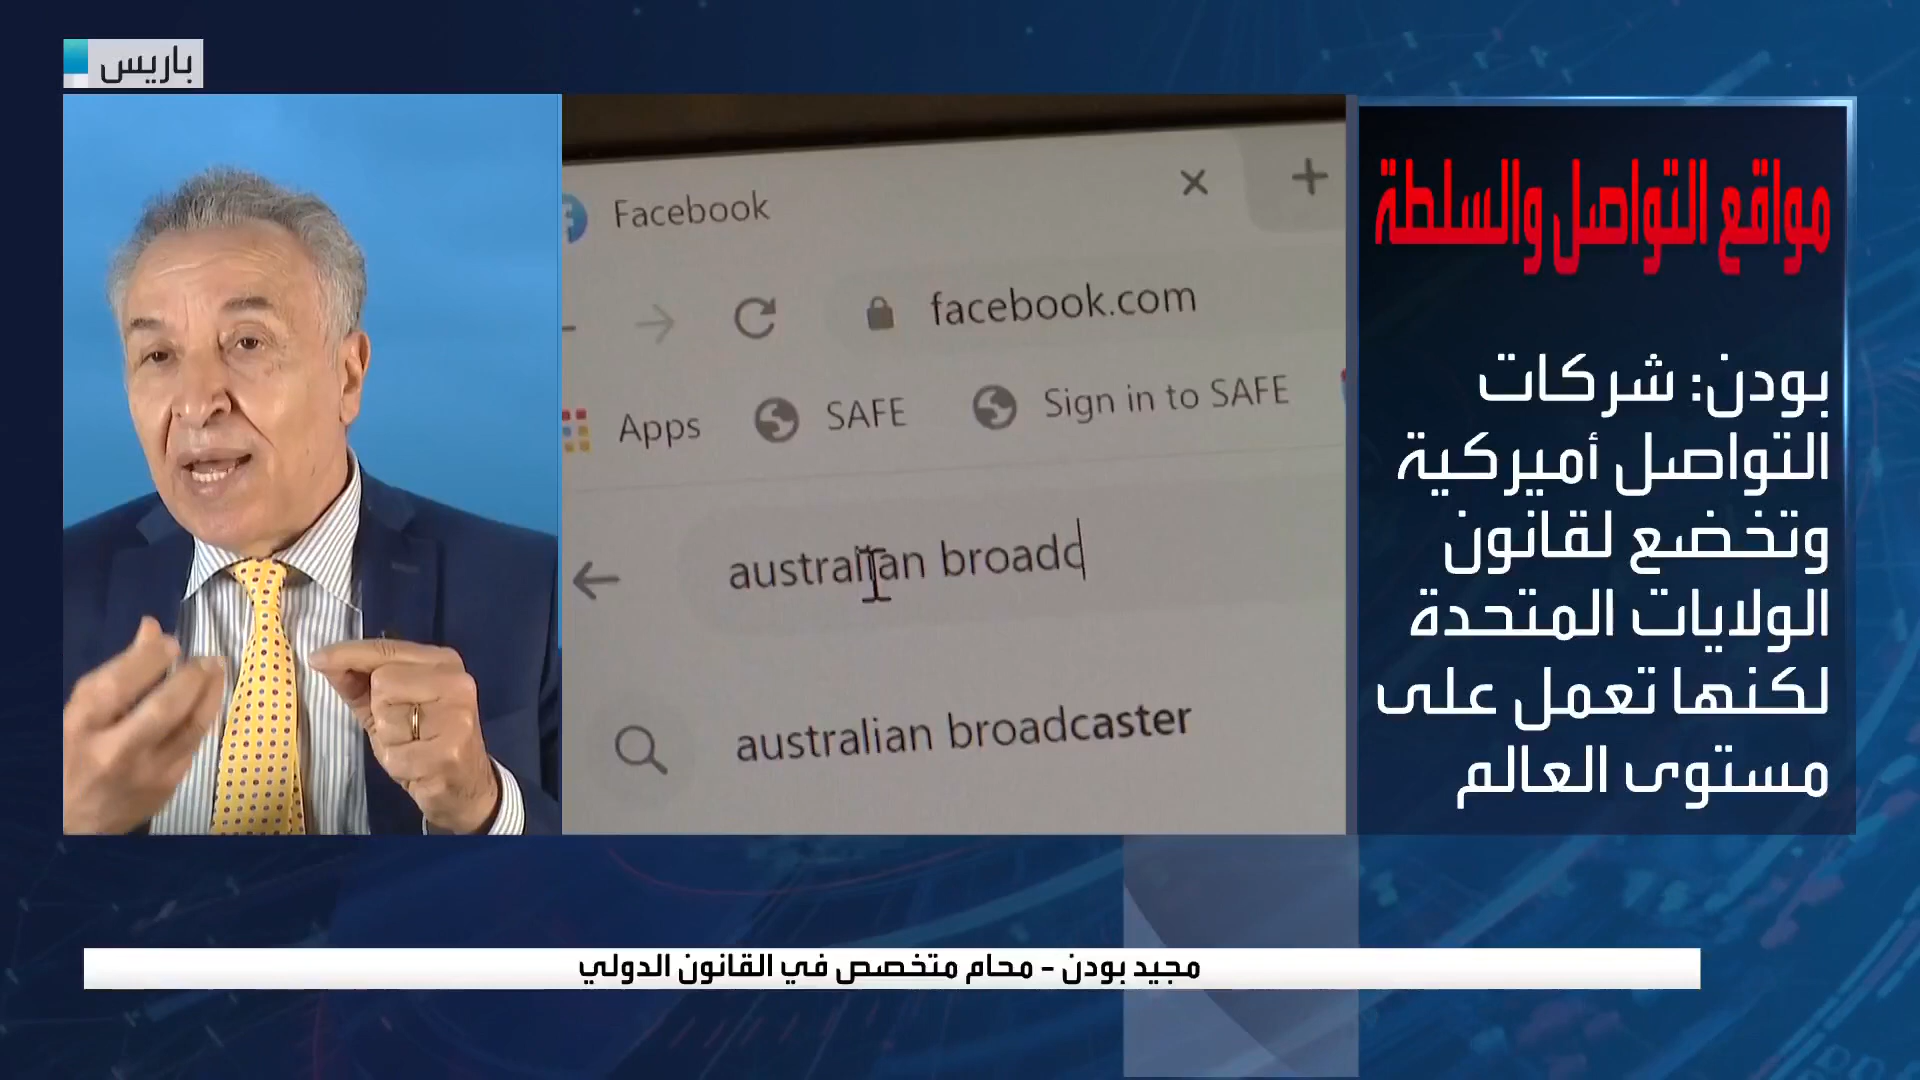 باريس
مواقع التواصل والسلطة
بودن: شركات
التواصل أميركية
وتخضع لقانون
الولايات المتحدة
لكنها تعمل على
مستوى العالم
Facebook
facebook.com
Apps SAFE Sign in to SAFE
australian broadc
australian broadcaster
مجيد بودن - محام متخصص في القانون الدولي